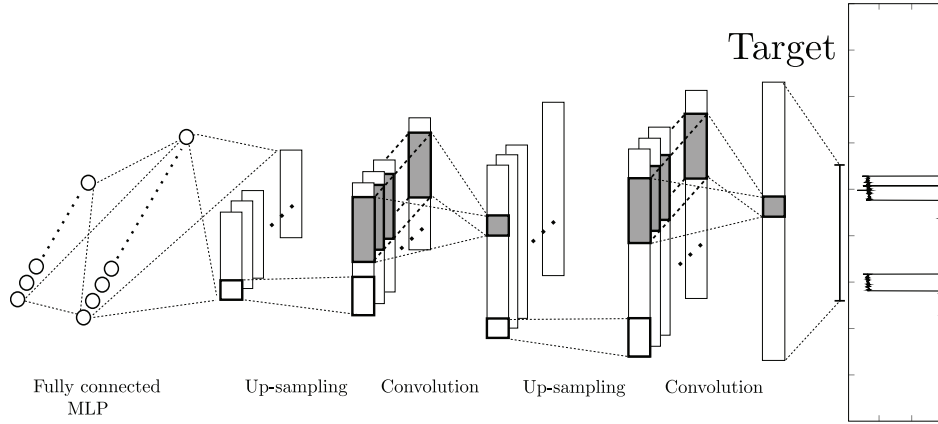 Target
Fully connected
MLP
Up-sampling
Convolution
Up-sampling
Convolution